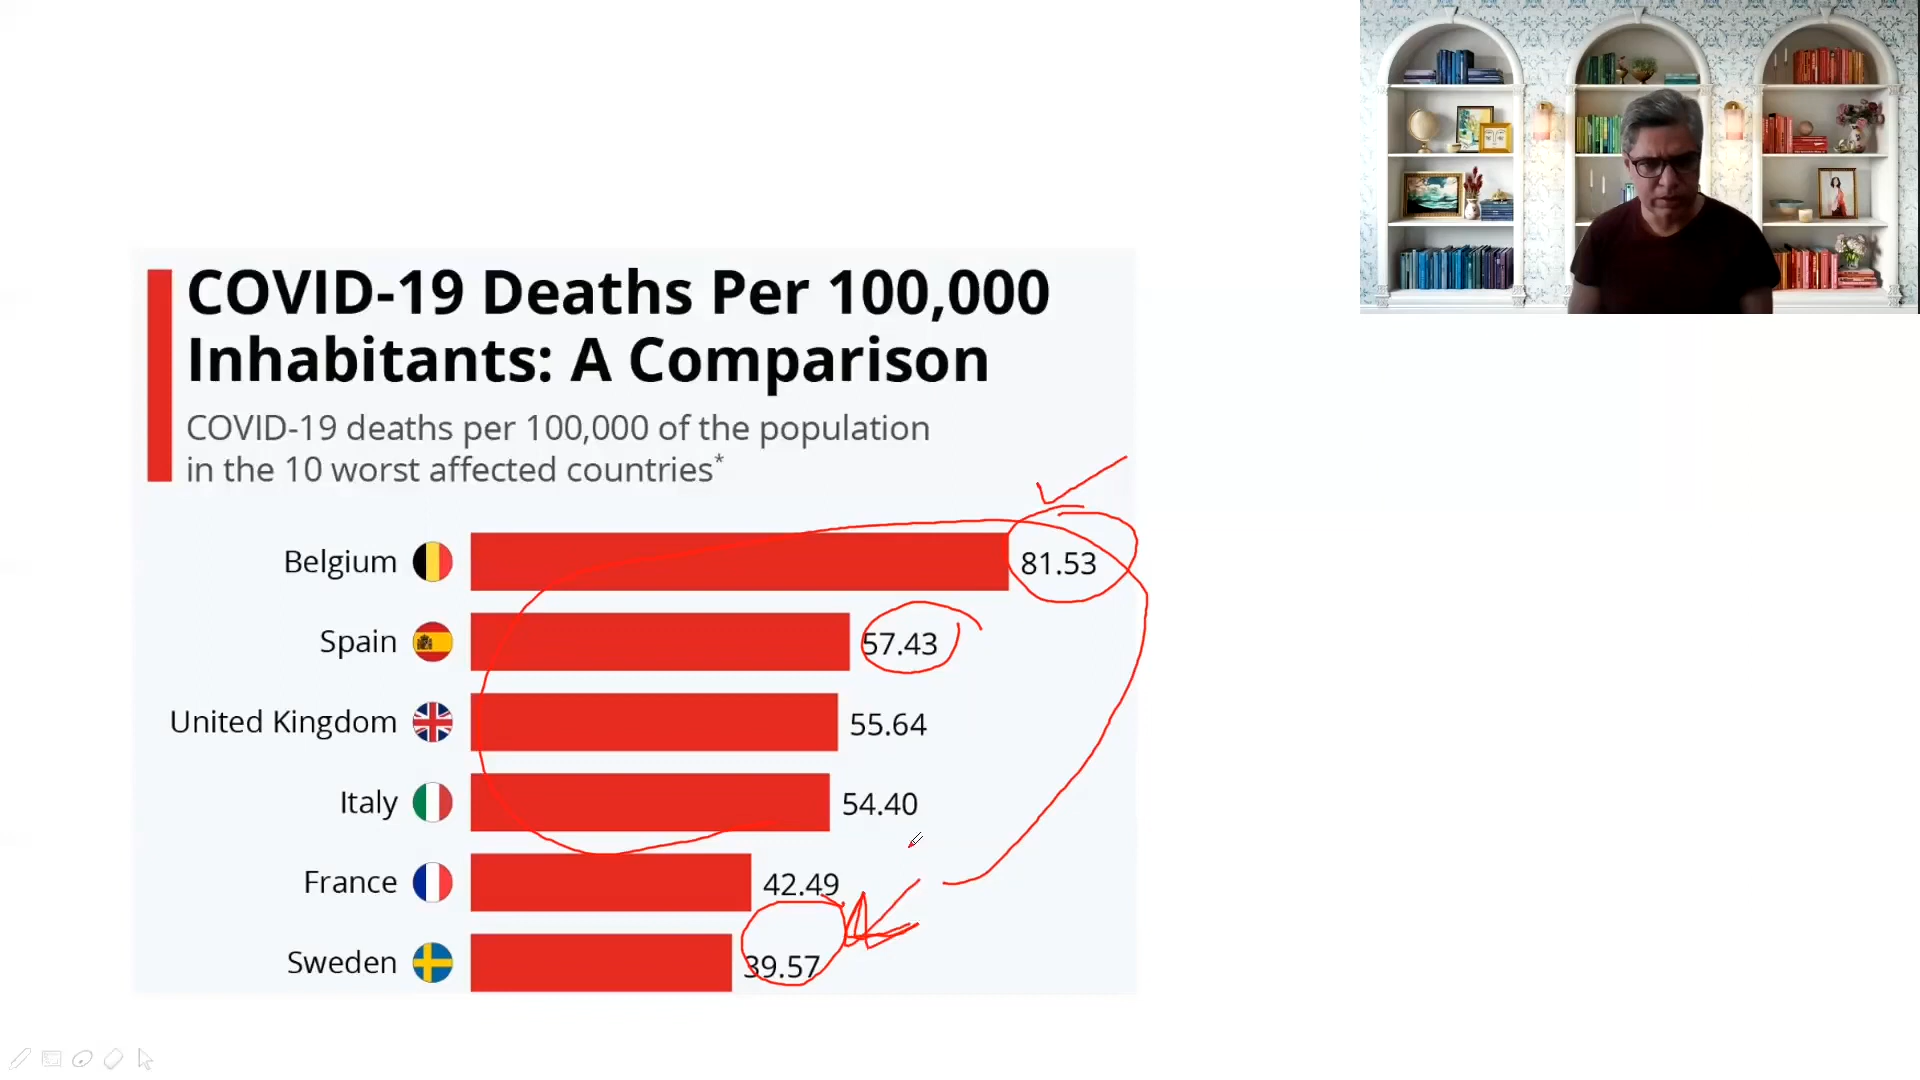 COVID-19 Deaths Per 100,000
Inhabitants: A Comparison
COVID-19 deaths per 100,000 of the population
in the 10 worst affected countries*
Belgium 81.53
Spain 57.43
United Kingdom 55.64
Italy 54.40
France 42.49
Sweden 39.57